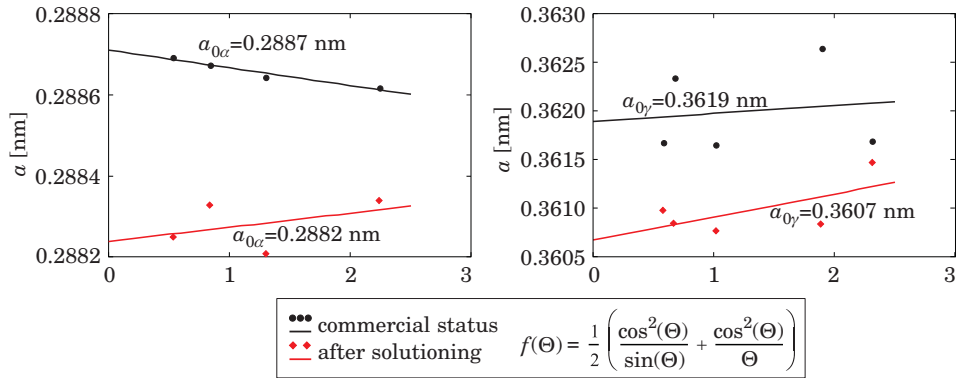 0.2888
0.2886
0.2884
0.2882
a [nm]
a₀α=0.2887 nm
a₀α=0.2882 nm
0 1 2 3
0.3630
0.3625
0.3620
0.3615
0.3610
0.3605
a [nm]
a₀γ=0.3619 nm
a₀γ=0.3607 nm
0 1 2 3
commercial status
after solutioning
f(Θ) = 1/2 (cos²(Θ)/sin(Θ) + cos²(Θ)/Θ)